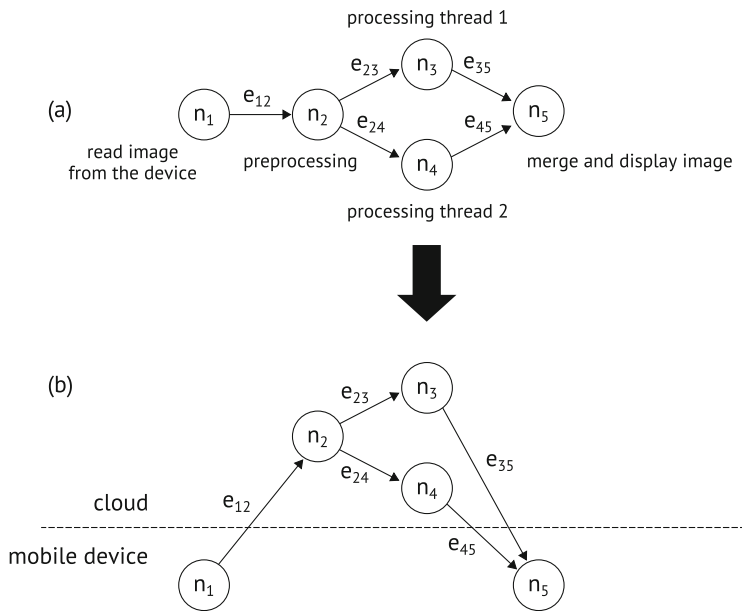 processing thread 1
(a)
n₁
e₁₂
n₂
e₂₃
n₃
e₃₅
e₂₄
n₄
e₄₅
n₅
read image
from the device
preprocessing
merge and display image
processing thread 2
(b)
n₃
e₂₃
n₂
e₂₄
n₄
e₃₅
e₁₂
cloud
e₄₅
mobile device
n₁
n₅